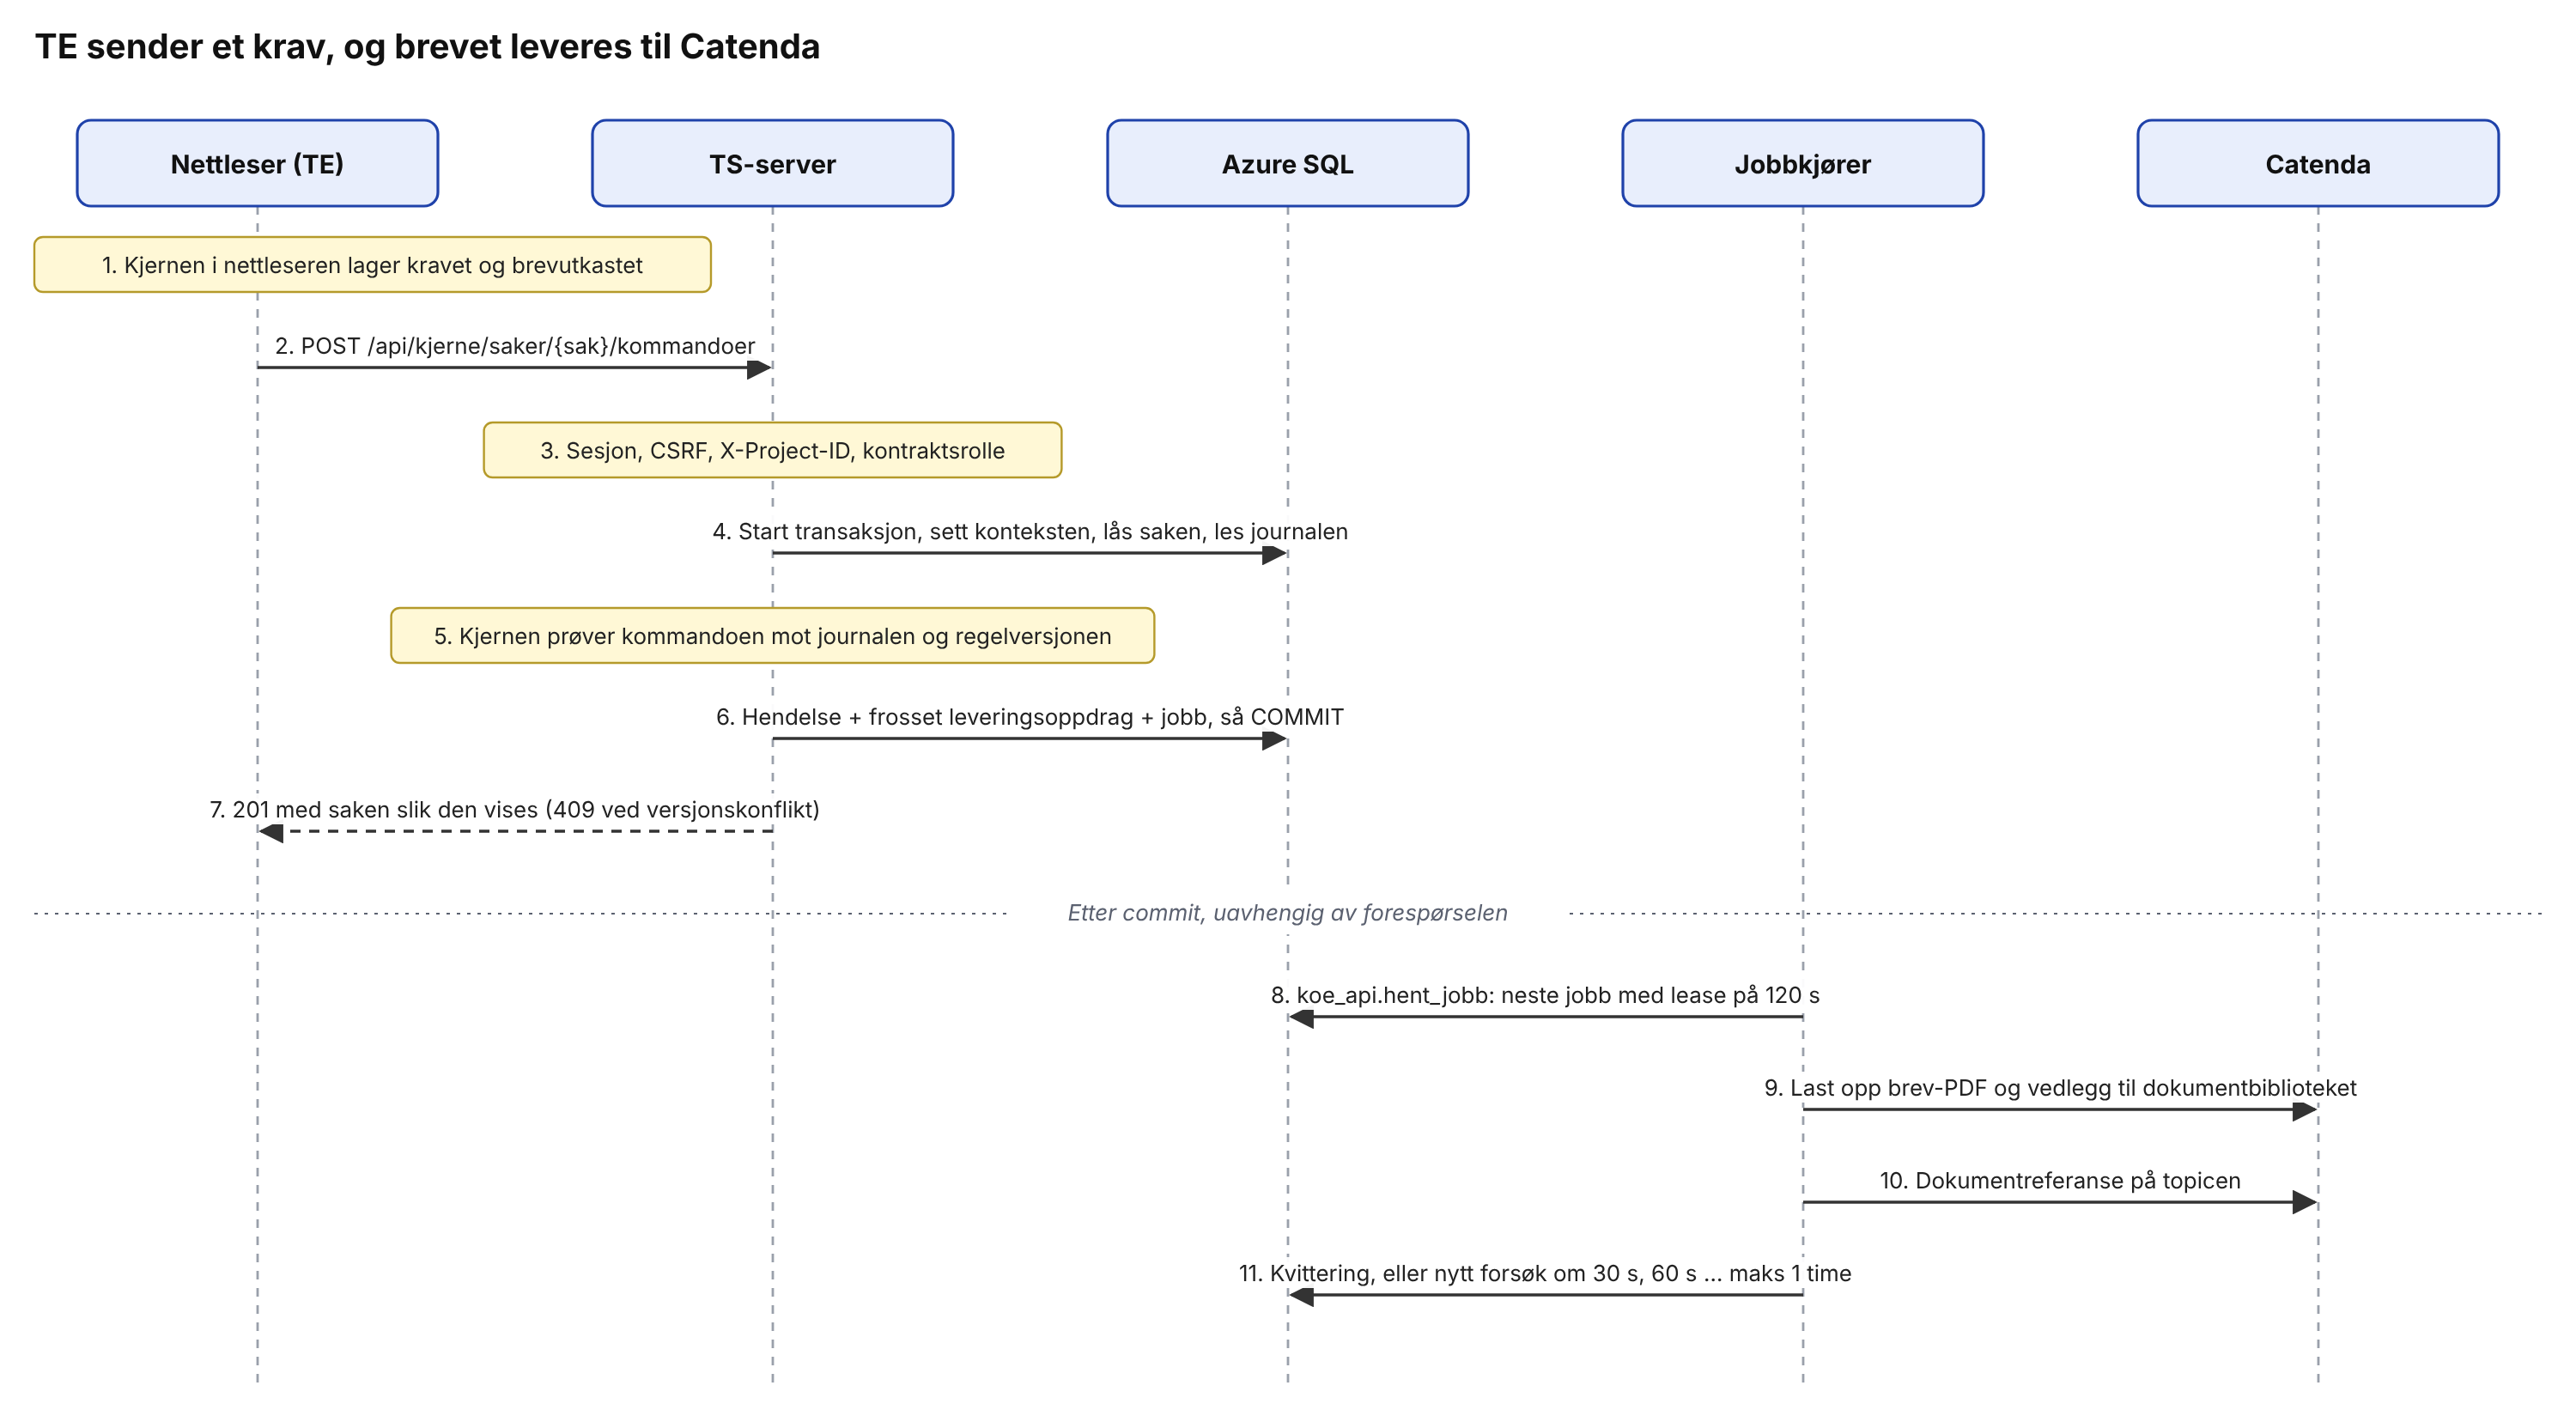 TE sender et krav, og brevet leveres til Catenda
Nettleser (TE)
TS-server
Azure SQL
Jobbkjører
Catenda
1. Kjernen i nettleseren lager kravet og brevutkastet
2. POST /api/kjerne/saker/{sak}/kommandoer
3. Sesjon, CSRF, X-Project-ID, kontraktsrolle
4. Start transaksjon, sett konteksten, lås saken, les journalen
5. Kjernen prøver kommandoen mot journalen og regelversjonen
6. Hendelse + frosset leveringsoppdrag + jobb, så COMMIT
7. 201 med saken slik den vises (409 ved versjonskonflikt)
Etter commit, uavhengig av forespørselen
8. koe_api.hent_jobb: neste jobb med lease på 120 s
9. Last opp brev-PDF og vedlegg til dokumentbiblioteket
10. Dokumentreferanse på topicen
11. Kvittering, eller nytt forsøk om 30 s, 60 s ... maks 1 time